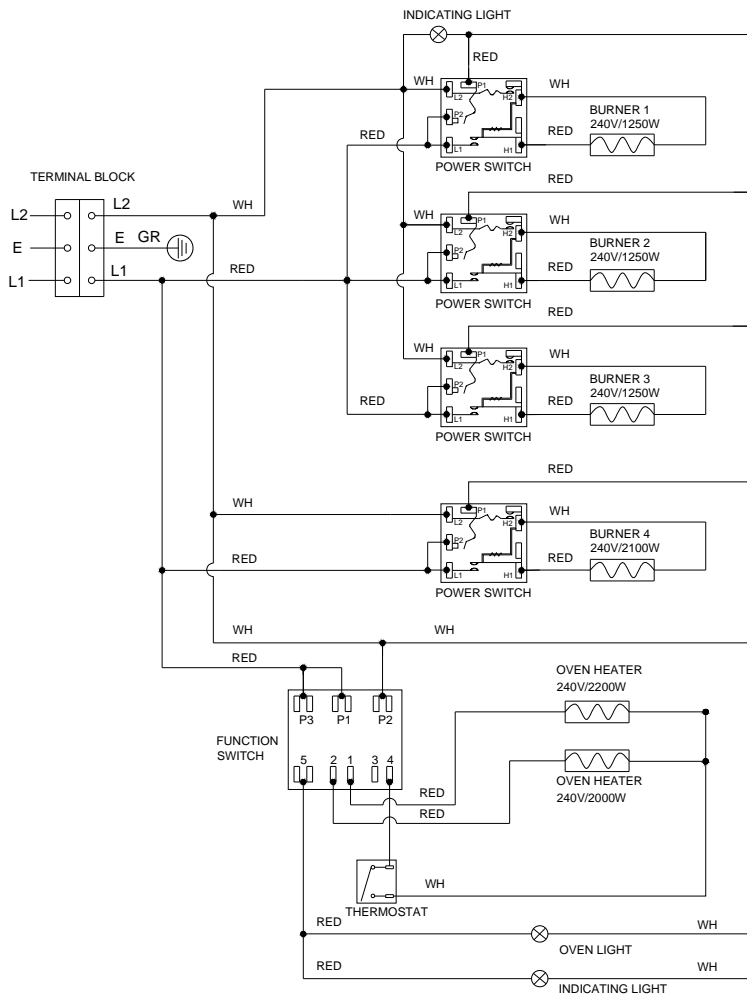 INDICATING LIGHT
RED
WH
P1
WH
L2
H2
BURNER 1
240V/1250W
P2
RED
RED
L1
H1
POWER SWITCH
TERMINAL BLOCK
RED
L2
L2
WH
P1
WH
WH
L2
H2
BURNER 2
240V/1250W
E
E
GR
P2
L1
L1
RED
RED
L1
H1
POWER SWITCH
RED
P1
WH
WH
L2
H2
BURNER 3
240V/1250W
P2
RED
RED
L1
H1
POWER SWITCH
RED
P1
WH
WH
L2
H2
BURNER 4
240V/2100W
P2
RED
RED
L1
H1
POWER SWITCH
WH
WH
RED
OVEN HEATER
240V/2200W
P3
P1
P2
FUNCTION
SWITCH
5
2
1
3
4
RED
RED
OVEN HEATER
240V/2000W
WH
THERMOSTAT
RED
WH
OVEN LIGHT
RED
WH
INDICATING LIGHT